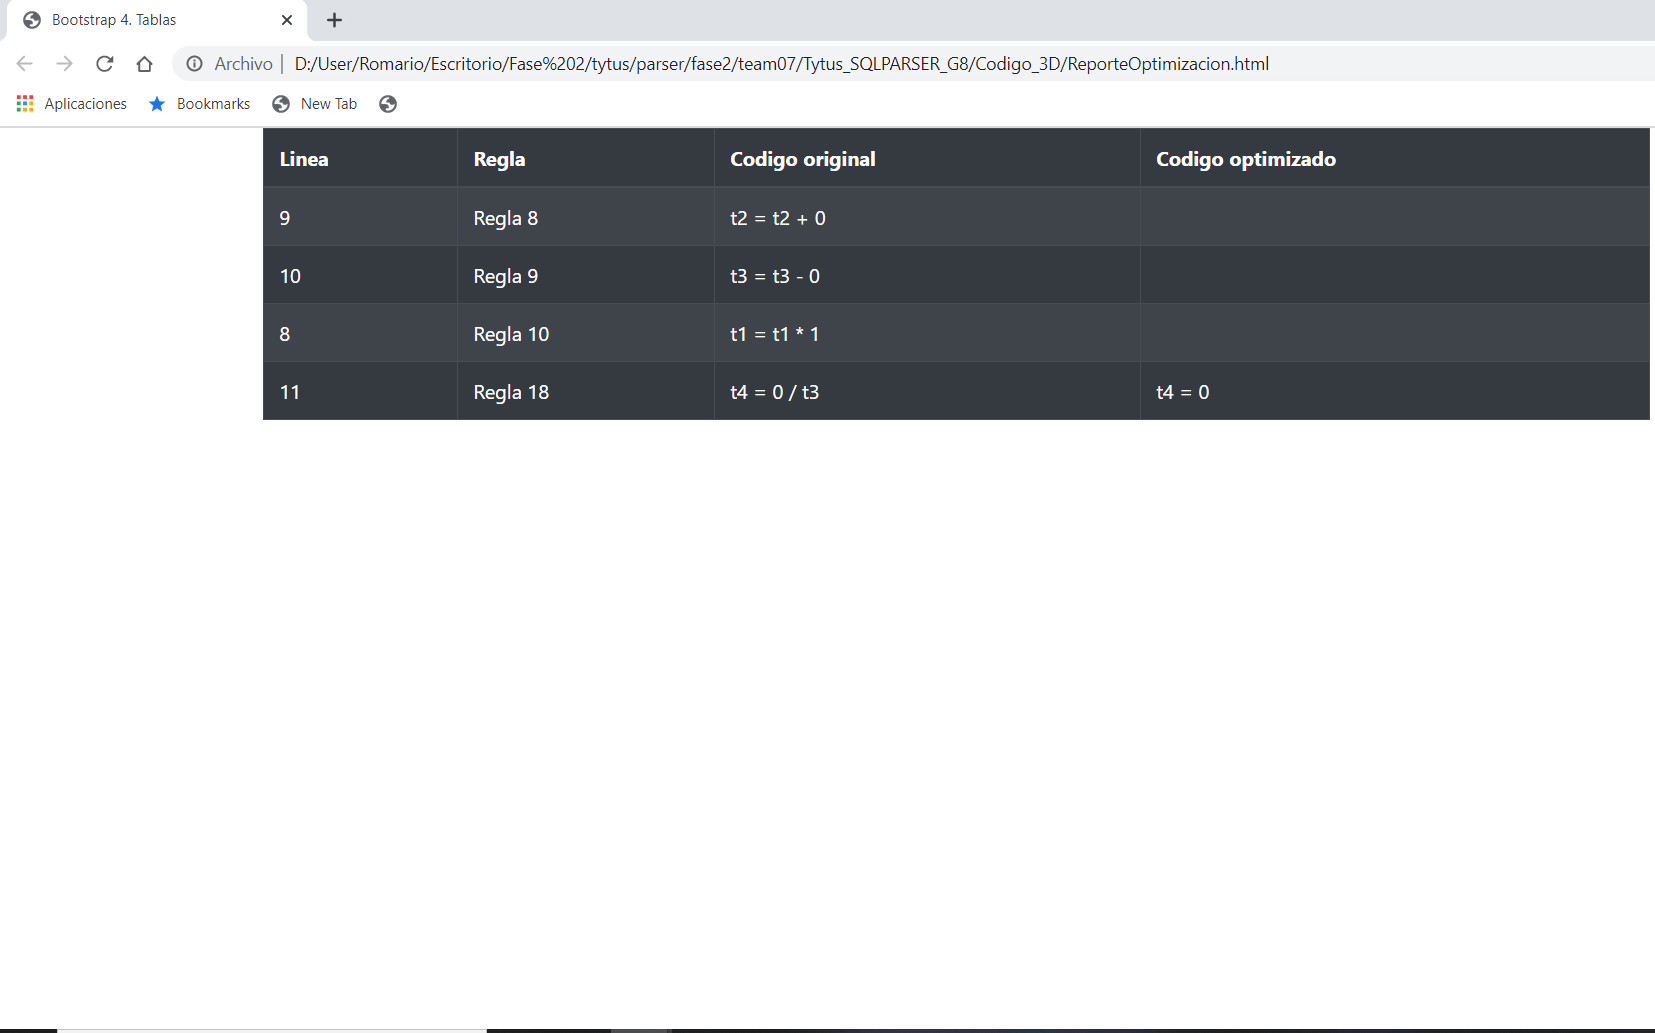 Bootstrap 4. Tablas
Archivo | D:/User/Romario/Escritorio/Fase%202/tytus/parser/fase2/team07/Tytus_SQLPARSER_G8/Codigo_3D/ReporteOptimizacion.html
Aplicaciones Bookmarks New Tab
Linea Regla Codigo original Codigo optimizado
9 Regla 8 t2 = t2 + 0
10 Regla 9 t3 = t3 - 0
8 Regla 10 t1 = t1 * 1
11 Regla 18 t4 = 0 / t3 t4 = 0